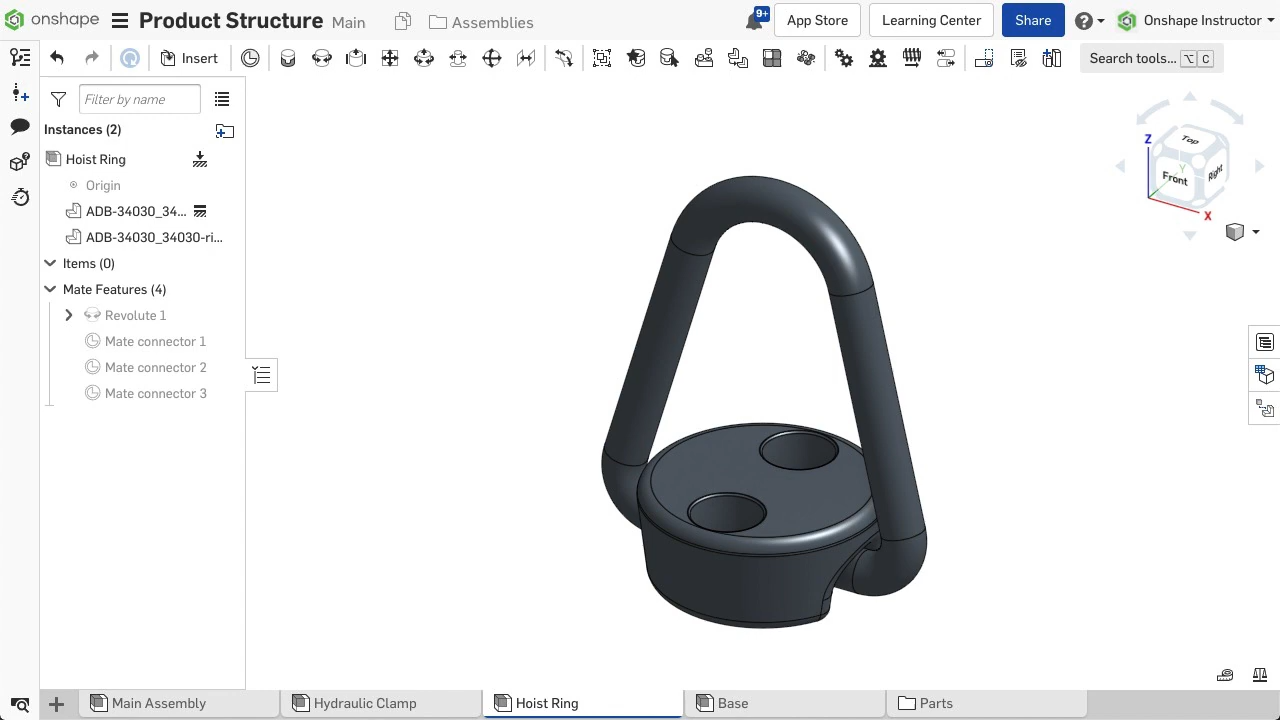 onshape Product Structure Main Assemblies 9+ App Store Learning Center Share Onshape Instructor
Insert Search tools... ⌥ C
Filter by name
Instances (2)
Hoist Ring
Origin
ADB-34030_34...
ADB-34030_34030-ri...
Items (0)
Mate Features (4)
Revolute 1
Mate connector 1
Mate connector 2
Mate connector 3
Z
Top
Y
Front
Right
X
Main Assembly Hydraulic Clamp Hoist Ring Base Parts